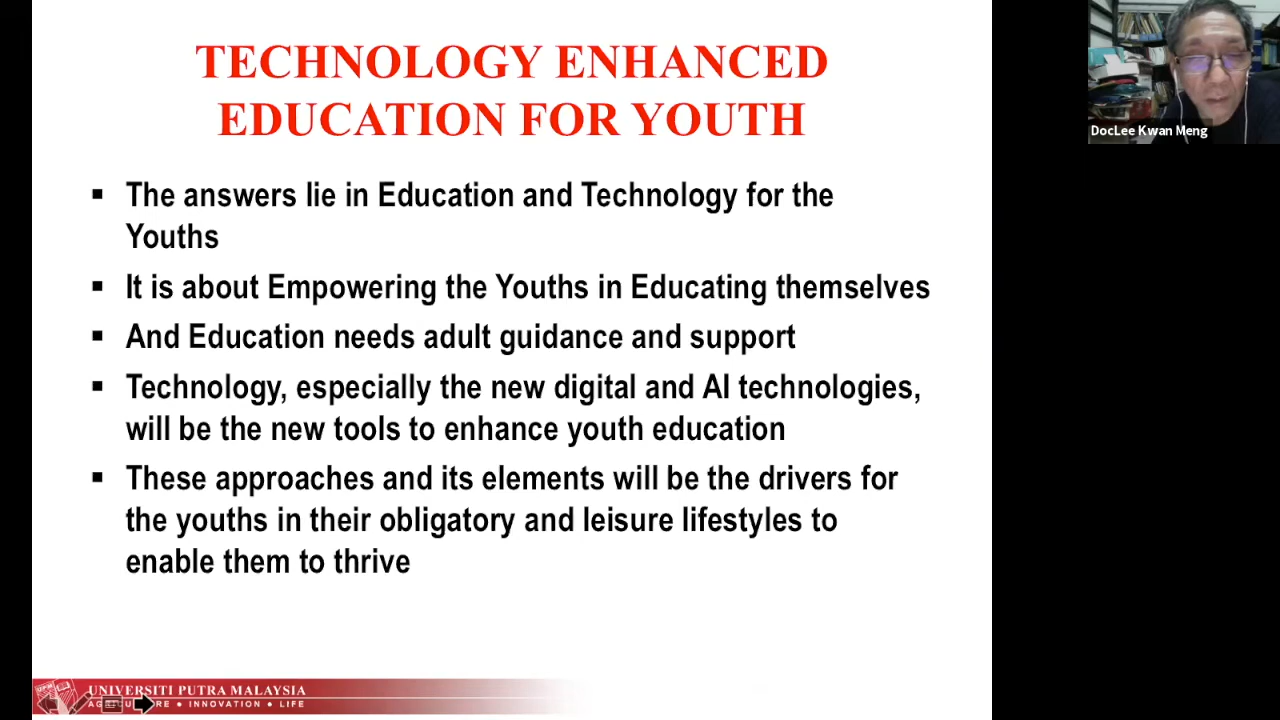 TECHNOLOGY ENHANCED
EDUCATION FOR YOUTH
▪ The answers lie in Education and Technology for the
Youths
▪ It is about Empowering the Youths in Educating themselves
▪ And Education needs adult guidance and support
▪ Technology, especially the new digital and AI technologies,
will be the new tools to enhance youth education
▪ These approaches and its elements will be the drivers for
the youths in their obligatory and leisure lifestyles to
enable them to thrive
DocLee Kwan Meng
UNIVERSITI PUTRA MALAYSIA
● INNOVATION ● LIFE